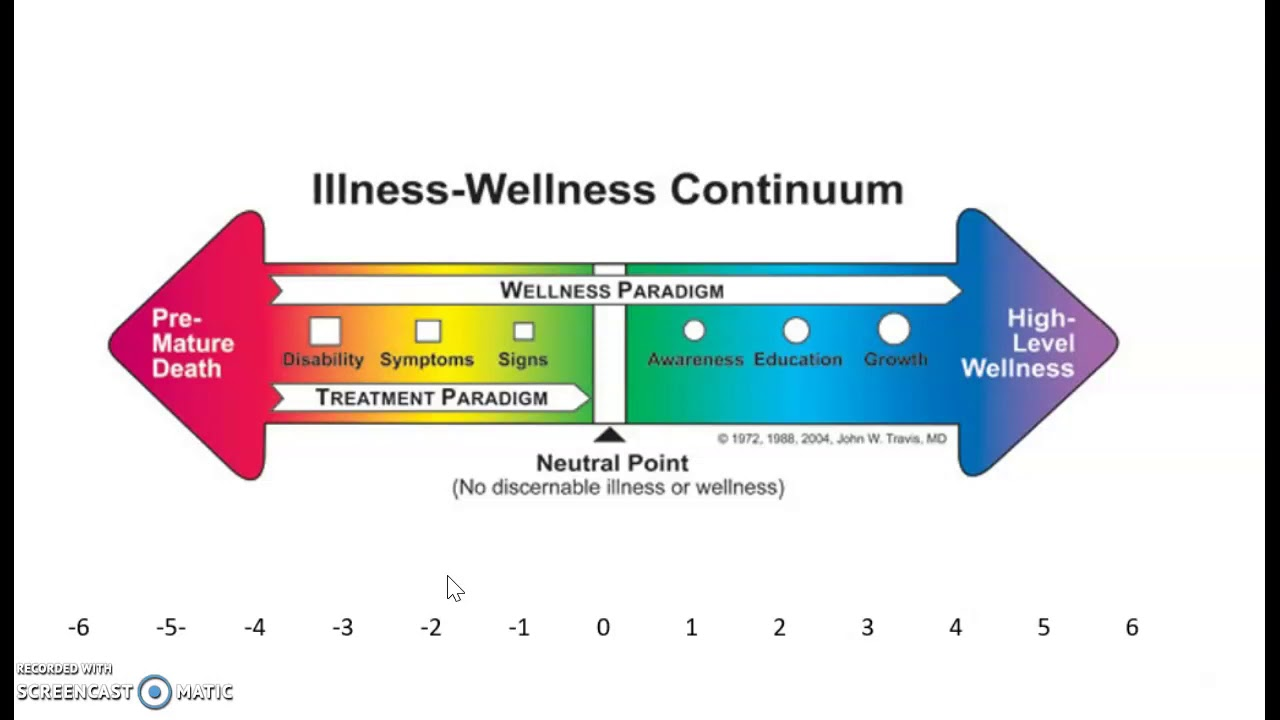 Illness-Wellness Continuum
WELLNESS PARADIGM
Pre-
Mature
Death
Disability Symptoms Signs
Awareness Education Growth
High-
Level
Wellness
TREATMENT PARADIGM
© 1972, 1988, 2004, John W. Travis, MD
Neutral Point
(No discernable illness or wellness)
-6 -5- -4 -3 -2 -1 0 1 2 3 4 5 6
RECORDED WITH
SCREENCAST MATIC